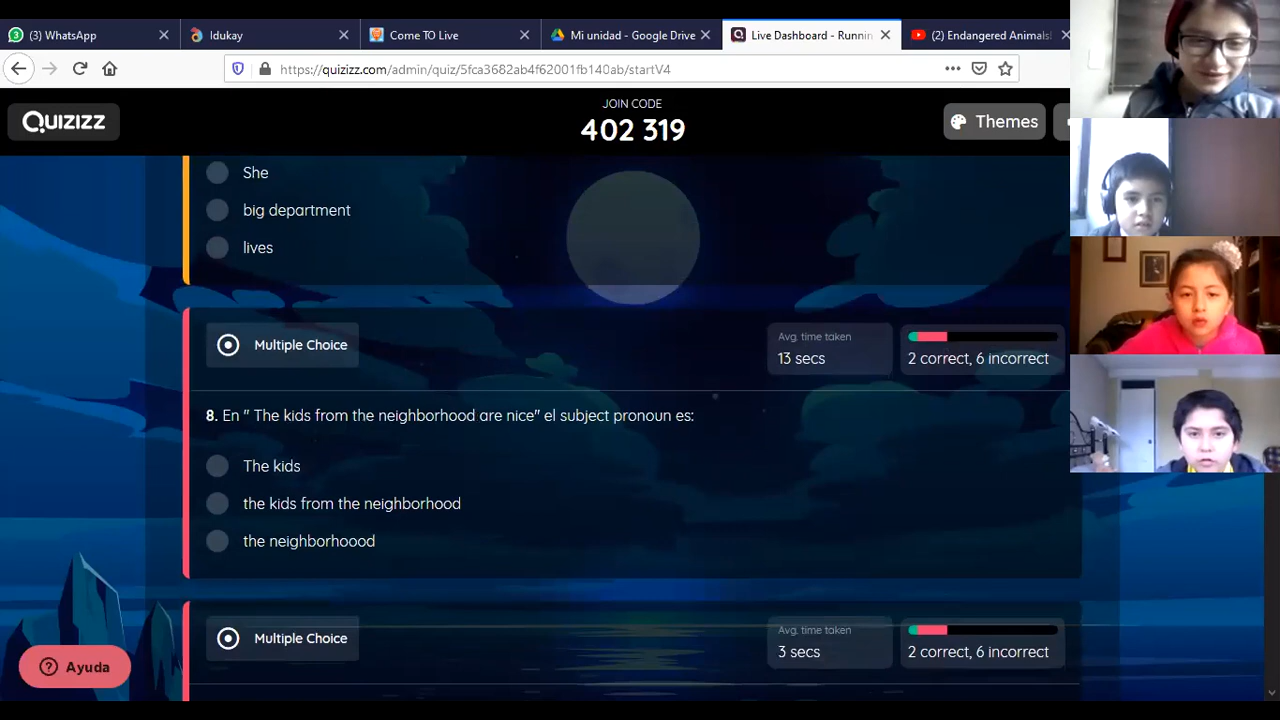 (3) WhatsApp
Idukay
Come TO Live
Mi unidad - Google Drive
Live Dashboard - Runnin
(2) Endangered Animals!
https://quizizz.com/admin/quiz/5fca3682ab4f62001fb140ab/startV4
QUIZIZZ
JOIN CODE
402 319
Themes
She
big department
lives
Multiple Choice
Avg. time taken
13 secs
2 correct, 6 incorrect
8. En " The kids from the neighborhood are nice" el subject pronoun es:
The kids
the kids from the neighborhood
the neighborhoood
Multiple Choice
Avg. time taken
3 secs
2 correct, 6 incorrect
Ayuda